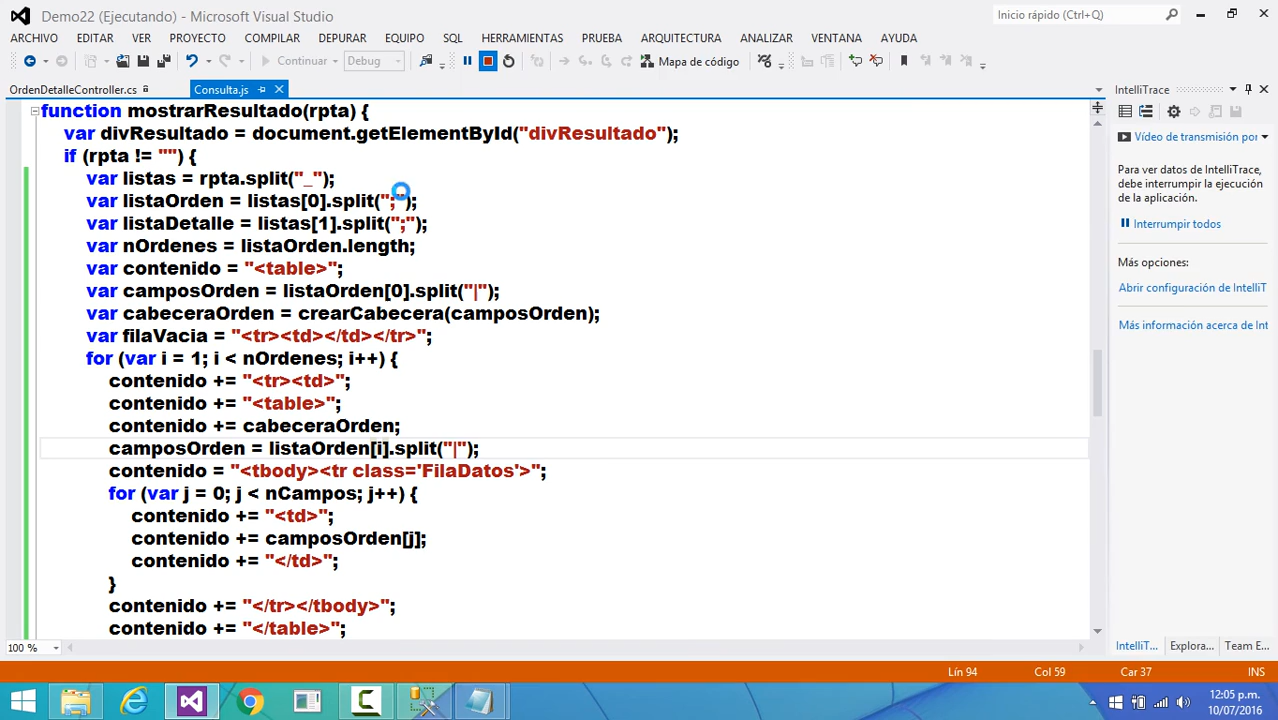 Demo22 (Ejecutando) - Microsoft Visual Studio
Inicio rápido (Ctrl+Q)
ARCHIVO EDITAR VER PROYECTO COMPILAR DEPURAR EQUIPO SQL HERRAMIENTAS PRUEBA ARQUITECTURA ANALIZAR VENTANA AYUDA
Continuar Debug Mapa de código
OrdenDetalleController.cs Consulta.js
function mostrarResultado(rpta) {
var divResultado = document.getElementById("divResultado");
if (rpta != "") {
var listas = rpta.split("_");
var listaOrden = listas[0].split(";");
var listaDetalle = listas[1].split(";");
var nOrdenes = listaOrden.length;
var contenido = "<table>";
var camposOrden = listaOrden[0].split("|");
var cabeceraOrden = crearCabecera(camposOrden);
var filaVacia = "<tr><td></td></tr>";
for (var i = 1; i < nOrdenes; i++) {
contenido += "<tr><td>";
contenido += "<table>";
contenido += cabeceraOrden;
camposOrden = listaOrden[i].split("|");
contenido = "<tbody><tr class='FilaDatos'>";
for (var j = 0; j < nCampos; j++) {
contenido += "<td>";
contenido += camposOrden[j];
contenido += "</td>";
}
contenido += "</tr></tbody>";
contenido += "</table>";
100 %
IntelliTrace
Vídeo de transmisión por
Para ver datos de IntelliTrace,
debe interrumpir la ejecución
de la aplicación.
Interrumpir todos
Más opciones:
Abrir configuración de IntelliT
Más información acerca de Int
IntelliT... Explora... Team E...
Lín 94 Col 59 Car 37 INS
12:05 p.m.
10/07/2016